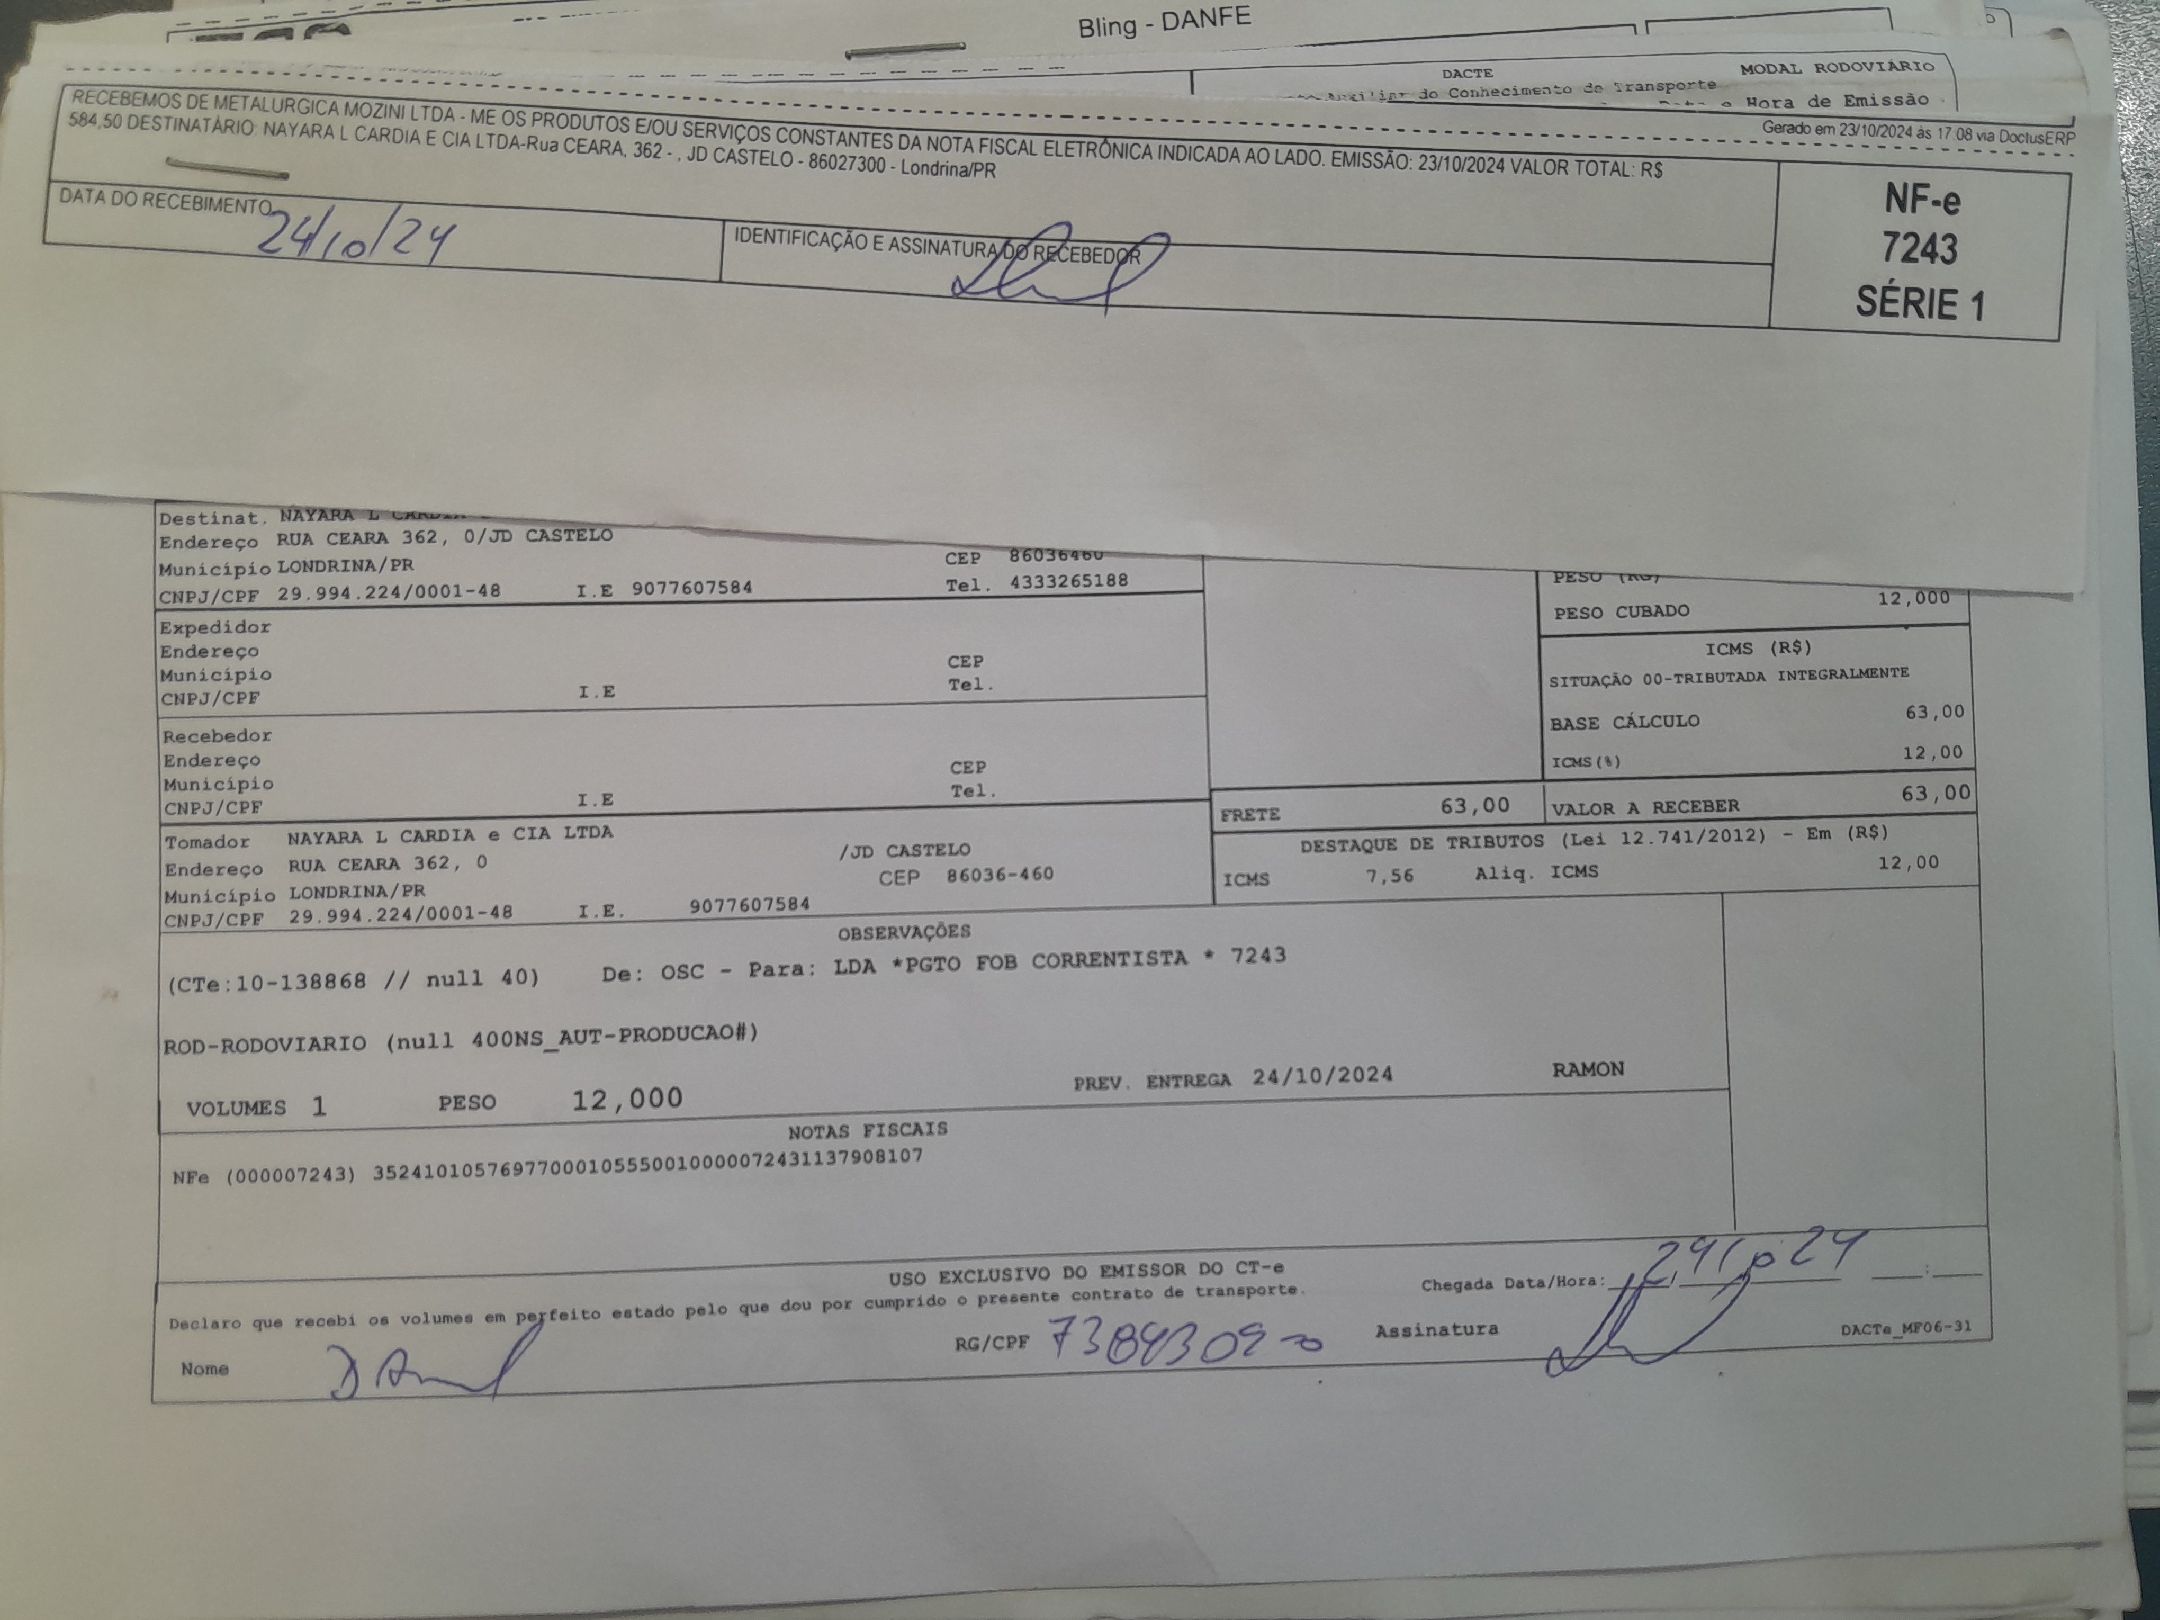 Bling - DANFE
DACTE
MODAL RODOVIÁRIO
do Conhecimento de Transporte
e Hora de Emissão
Gerado em 23/10/2024 às 17:08 via DoctusERP
RECEBEMOS DE METALURGICA MOZINI LTDA - ME OS PRODUTOS E/OU SERVIÇOS CONSTANTES DA NOTA FISCAL ELETRÔNICA INDICADA AO LADO. EMISSÃO: 23/10/2024 VALOR TOTAL: R$
584,50 DESTINATÁRIO: NAYARA L CARDIA E CIA LTDA-Rua CEARA, 362 - , JD CASTELO - 86027300 - Londrina/PR
NF-e
7243
SÉRIE 1
DATA DO RECEBIMENTO
24/10/24
IDENTIFICAÇÃO E ASSINATURA DO RECEBEDOR
Destinat. NAYARA L CARDIA
Endereço RUA CEARA 362, 0/JD CASTELO
CEP 86036460
Município LONDRINA/PR
Tel. 4333265188
CNPJ/CPF 29.994.224/0001-48 I.E 9077607584
PESO (RG)
PESO CUBADO 12,000
Expedidor
Endereço
CEP
Município
Tel.
CNPJ/CPF I.E
ICMS (R$)
SITUAÇÃO 00-TRIBUTADA INTEGRALMENTE
BASE CÁLCULO 63,00
ICMS(%) 12,00
Recebedor
Endereço
CEP
Município
Tel.
CNPJ/CPF I.E
FRETE 63,00 VALOR A RECEBER 63,00
Tomador NAYARA L CARDIA e CIA LTDA
Endereço RUA CEARA 362, 0 /JD CASTELO
CEP 86036-460
Município LONDRINA/PR
CNPJ/CPF 29.994.224/0001-48 I.E. 9077607584
DESTAQUE DE TRIBUTOS (Lei 12.741/2012) - Em (R$)
ICMS 7,56 Aliq. ICMS 12,00
OBSERVAÇÕES
(CTe:10-138868 // null 40) De: OSC - Para: LDA *PGTO FOB CORRENTISTA * 7243
ROD-RODOVIARIO (null 400NS_AUT-PRODUCAO#)
VOLUMES 1 PESO 12,000 PREV. ENTREGA 24/10/2024 RAMON
NOTAS FISCAIS
NFe (000007243) 35241010576977000105550010000072431137908107
USO EXCLUSIVO DO EMISSOR DO CT-e
Declaro que recebi os volumes em perfeito estado pelo que dou por cumprido o presente contrato de transporte.
Chegada Data/Hora: 24/10 24
Nome
RG/CPF
Assinatura
DACTe_MF06-31